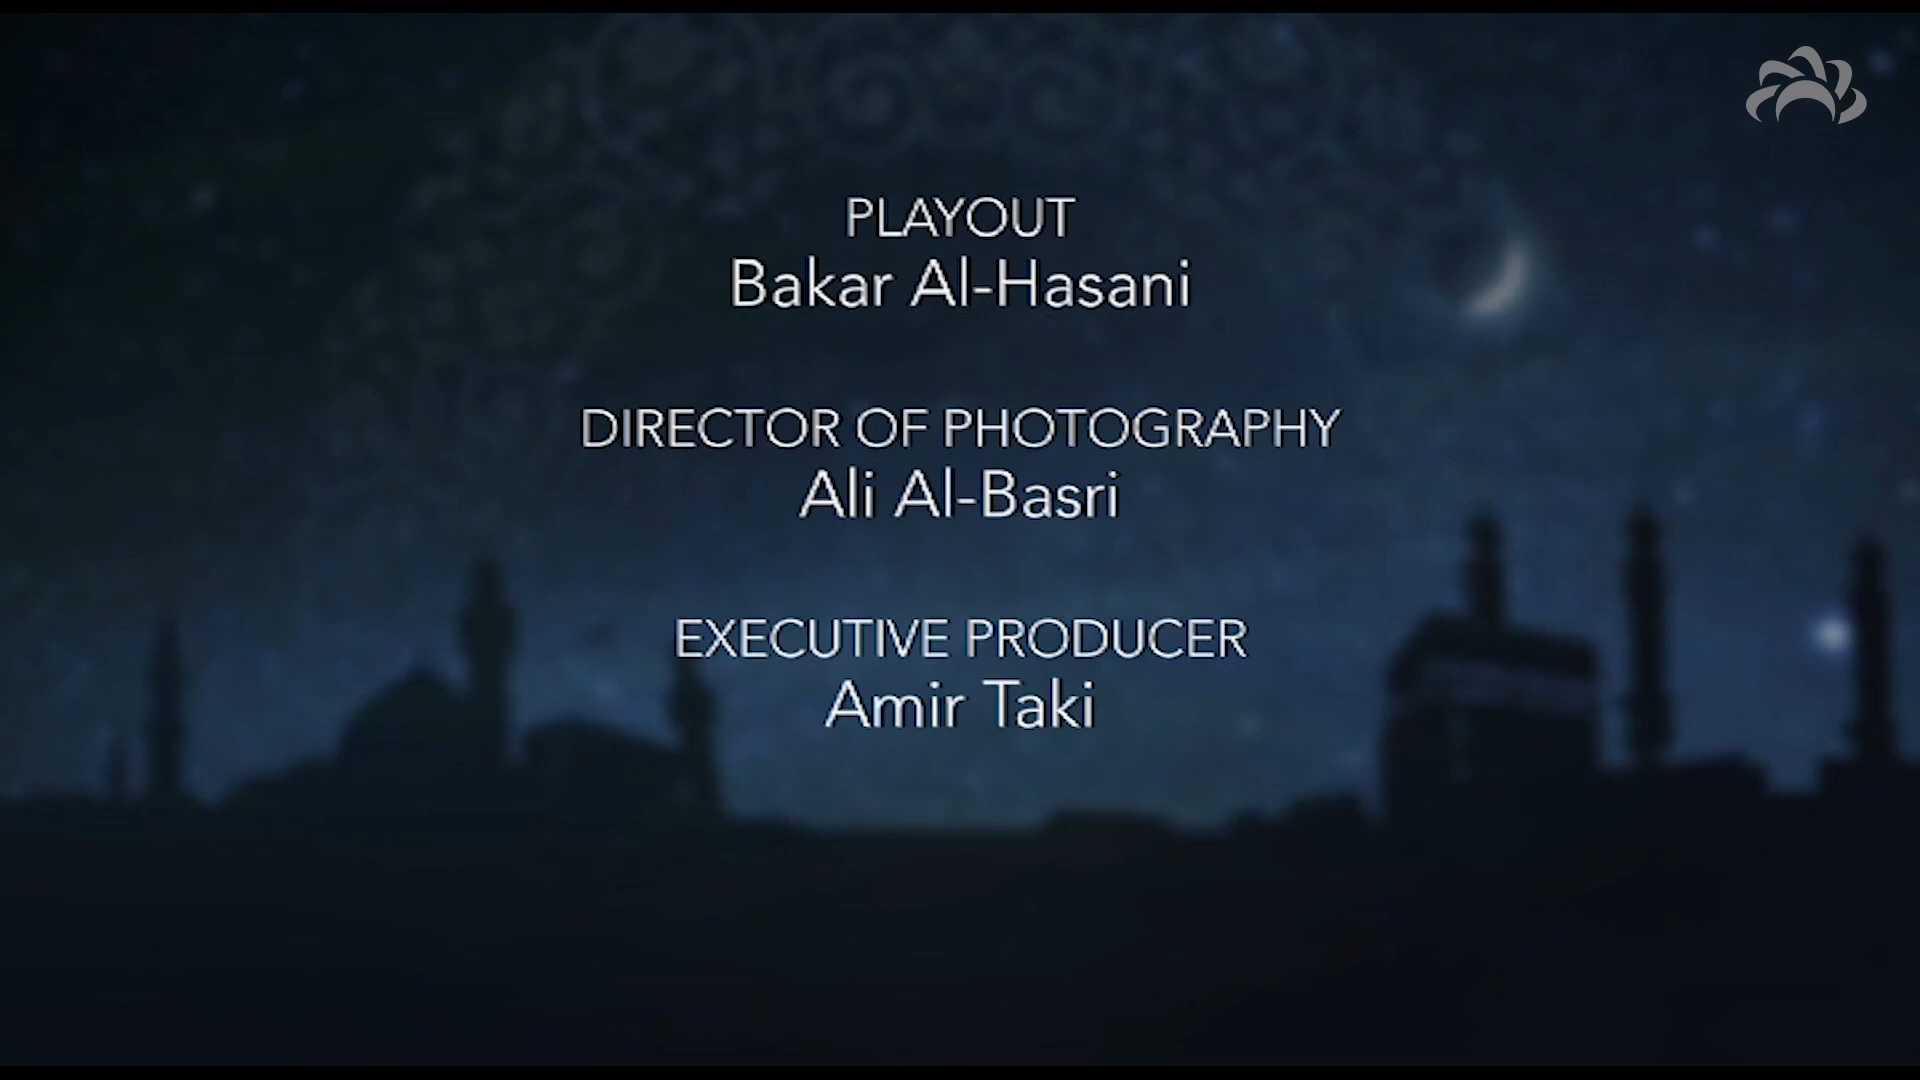 PLAYOUT
Bakar Al-Hasani
DIRECTOR OF PHOTOGRAPHY
Ali Al-Basri
EXECUTIVE PRODUCER
Amir Taki